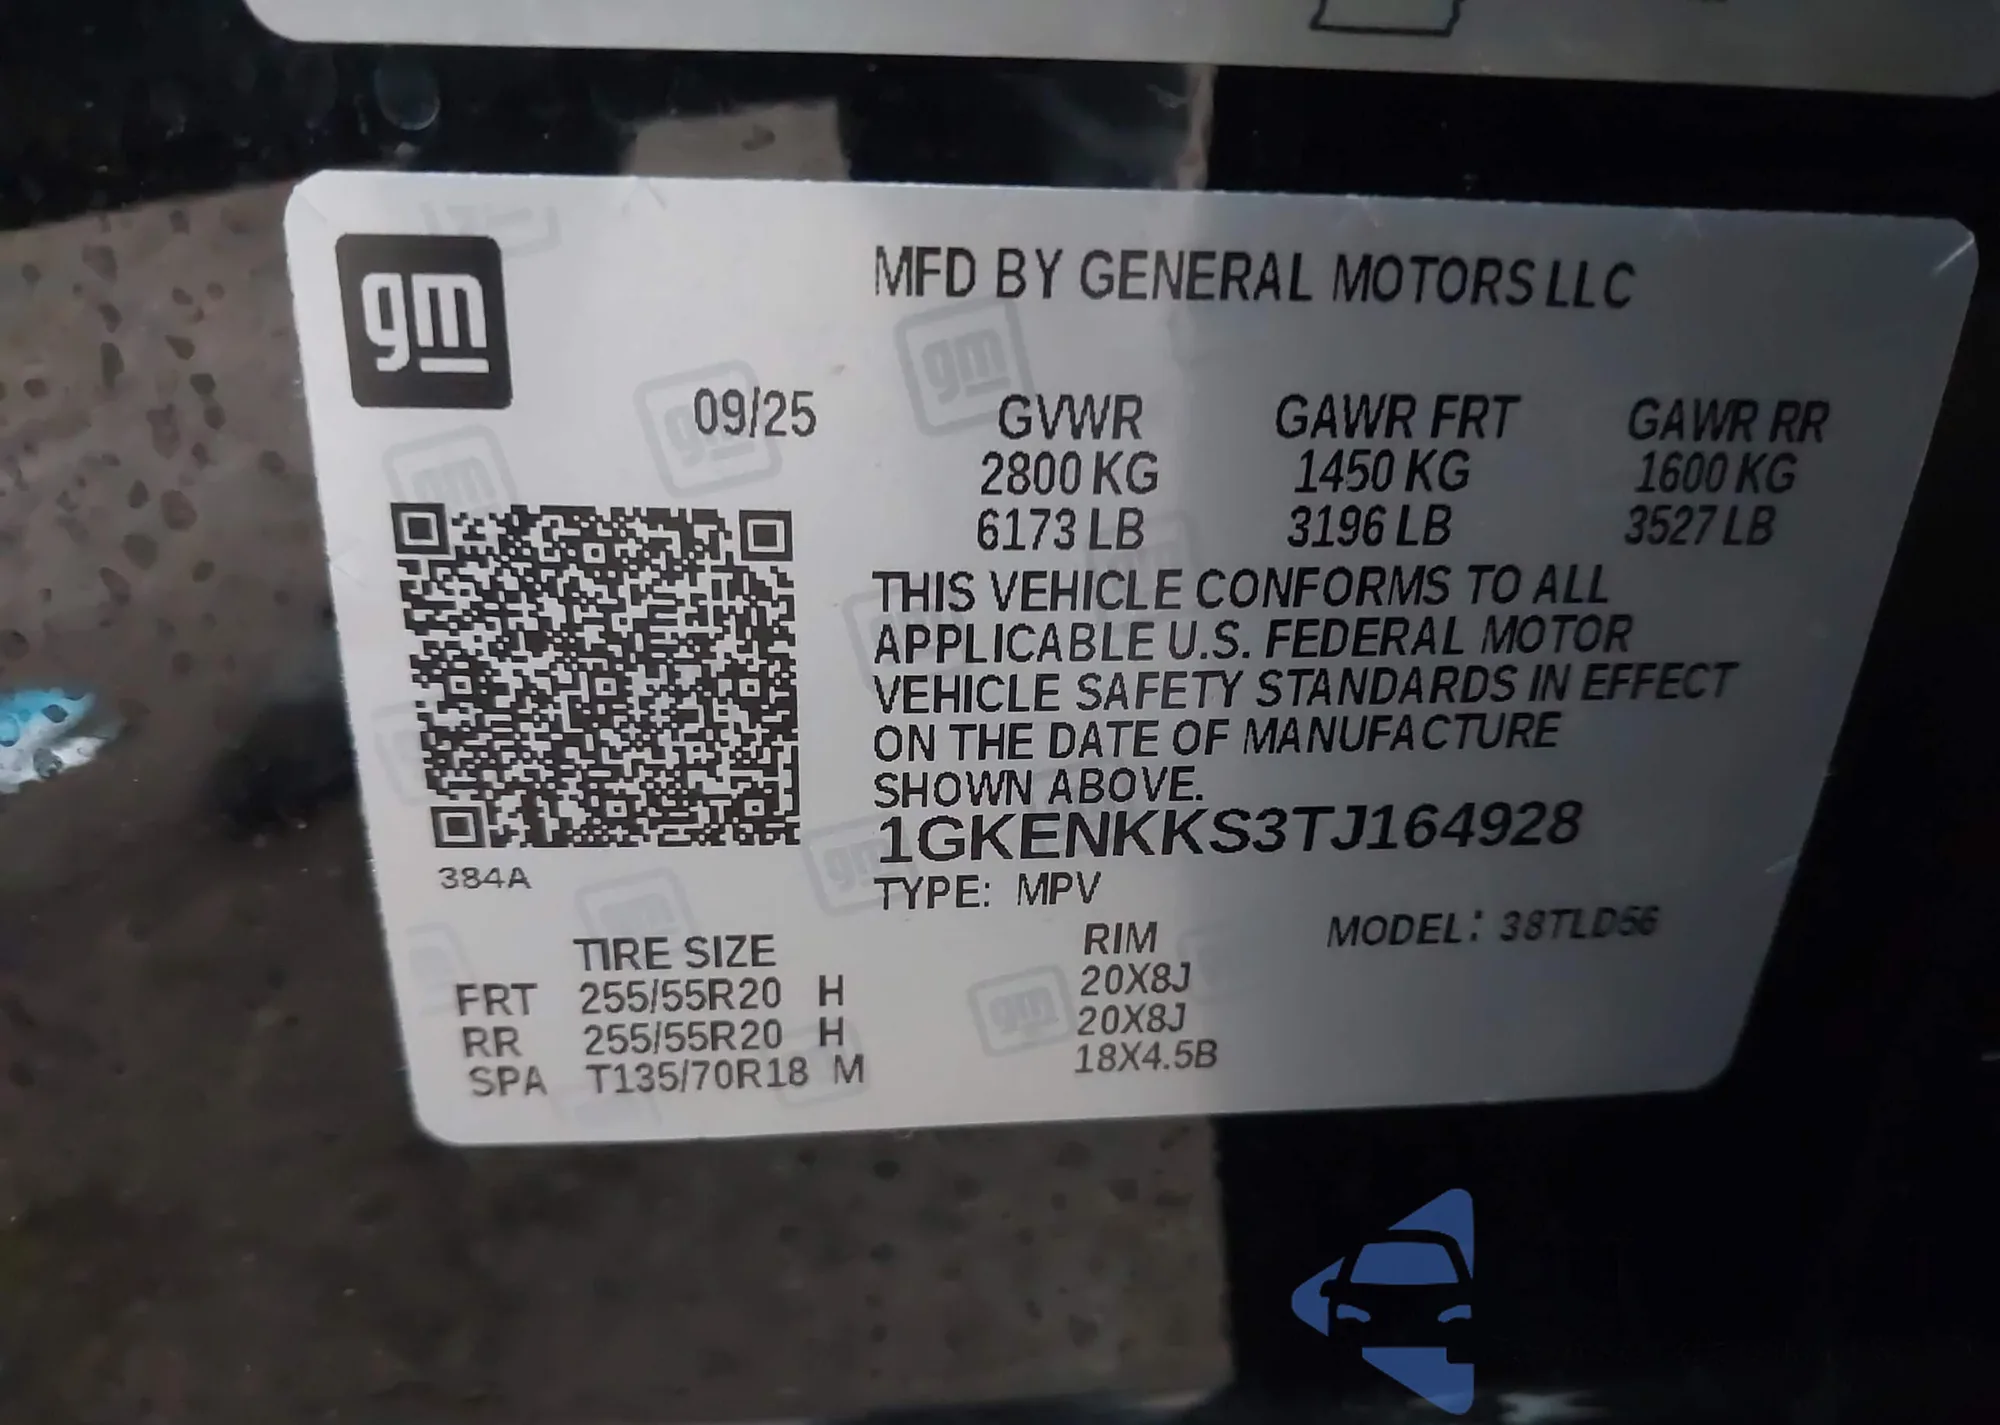 gm
MFD BY GENERAL MOTORS LLC
09/25
GVWR GAWR FRT GAWR RR
2800 KG 1450 KG 1600 KG
6173 LB 3196 LB 3527 LB
THIS VEHICLE CONFORMS TO ALL
APPLICABLE U.S. FEDERAL MOTOR
VEHICLE SAFETY STANDARDS IN EFFECT
ON THE DATE OF MANUFACTURE
SHOWN ABOVE.
1GKENKKS3TJ164928
384A
TYPE: MPV
MODEL: 38TLD56
TIRE SIZE RIM
FRT 255/55R20 H 20X8J
RR 255/55R20 H 20X8J
SPA T135/70R18 M 18X4.5B